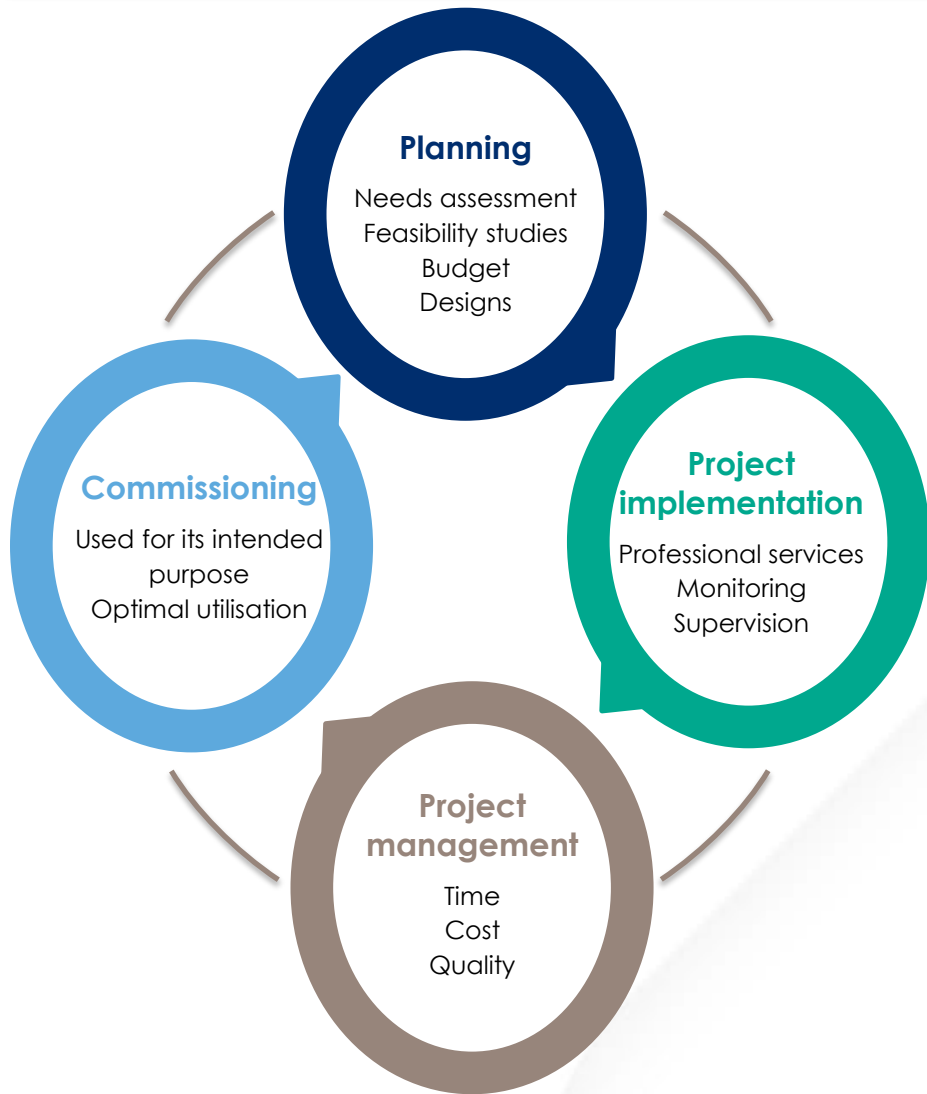 Planning
Needs assessment
Feasibility studies
Budget
Designs
Project
implementation
Professional services
Monitoring
Supervision
Project
management
Time
Cost
Quality
Commissioning
Used for its intended
purpose
Optimal utilisation